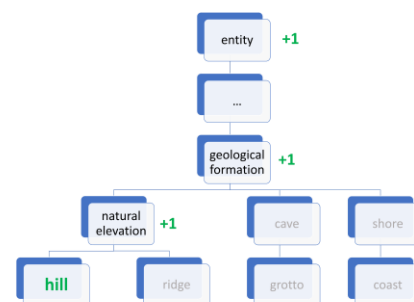 entity +1
...
geological
formation +1
natural
elevation +1
cave
shore
hill
ridge
grotto
coast